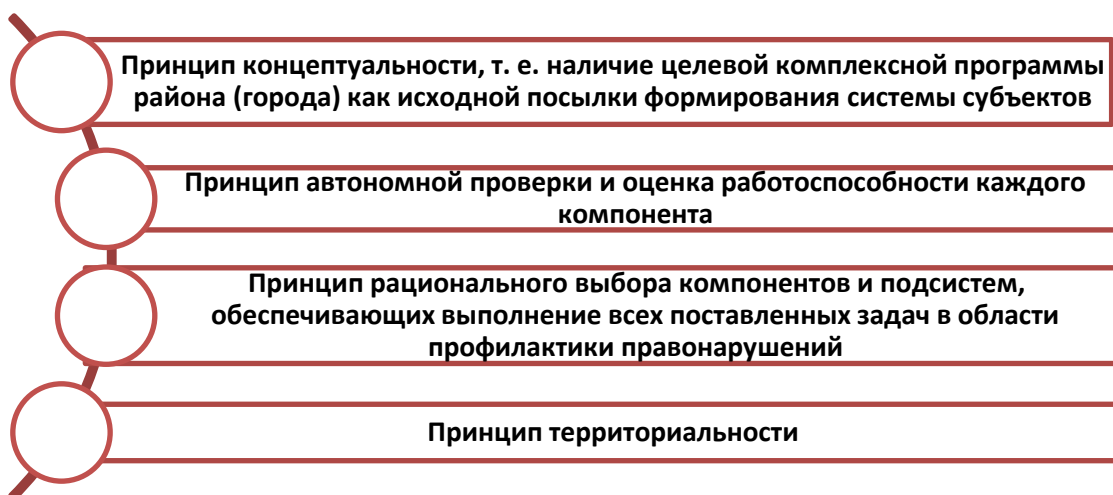 Принцип концептуальности, т. е. наличие целевой комплексной программы
района (города) как исходной посылки формирования системы субъектов
Принцип автономной проверки и оценка работоспособности каждого
компонента
Принцип рационального выбора компонентов и подсистем,
обеспечивающих выполнение всех поставленных задач в области
профилактики правонарушений
Принцип территориальности